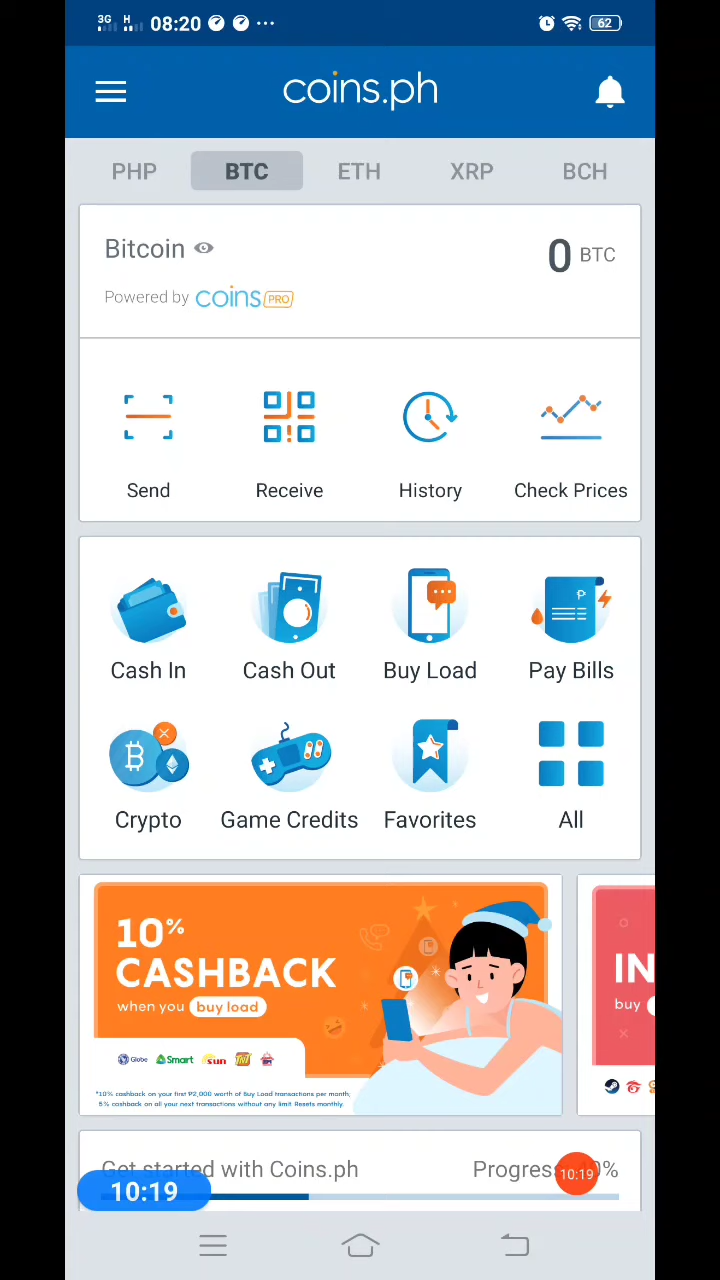 3G H 08:20 ... 62
coins.ph
PHP BTC ETH XRP BCH
Bitcoin 0 BTC
Powered by coins PRO
Send Receive History Check Prices
Cash In Cash Out Buy Load Pay Bills
Crypto Game Credits Favorites All
10%
CASHBACK
when you buy load
Globe Smart sun TNT
*10% cashback on your first ₱2,000 worth of Buy Load transactions per month;
5% cashback on all your next transactions without any limit. Resets monthly.
IN
buy
Get started with Coins.ph Progress 0%
10:19
10:19